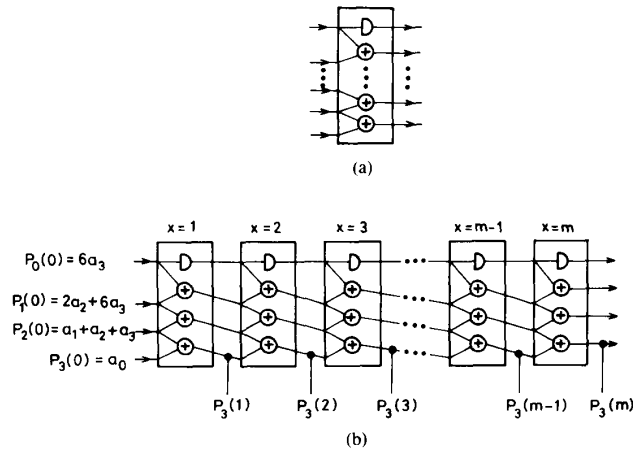 (a)
x = 1 x = 2 x = 3 x = m-1 x = m
P₀(0) = 6a₃
P₁(0) = 2a₂ + 6a₃
P₂(0) = a₁ + a₂ + a₃
P₃(0) = a₀
P₃(1) P₃(2) P₃(3) P₃(m-1) P₃(m)
(b)